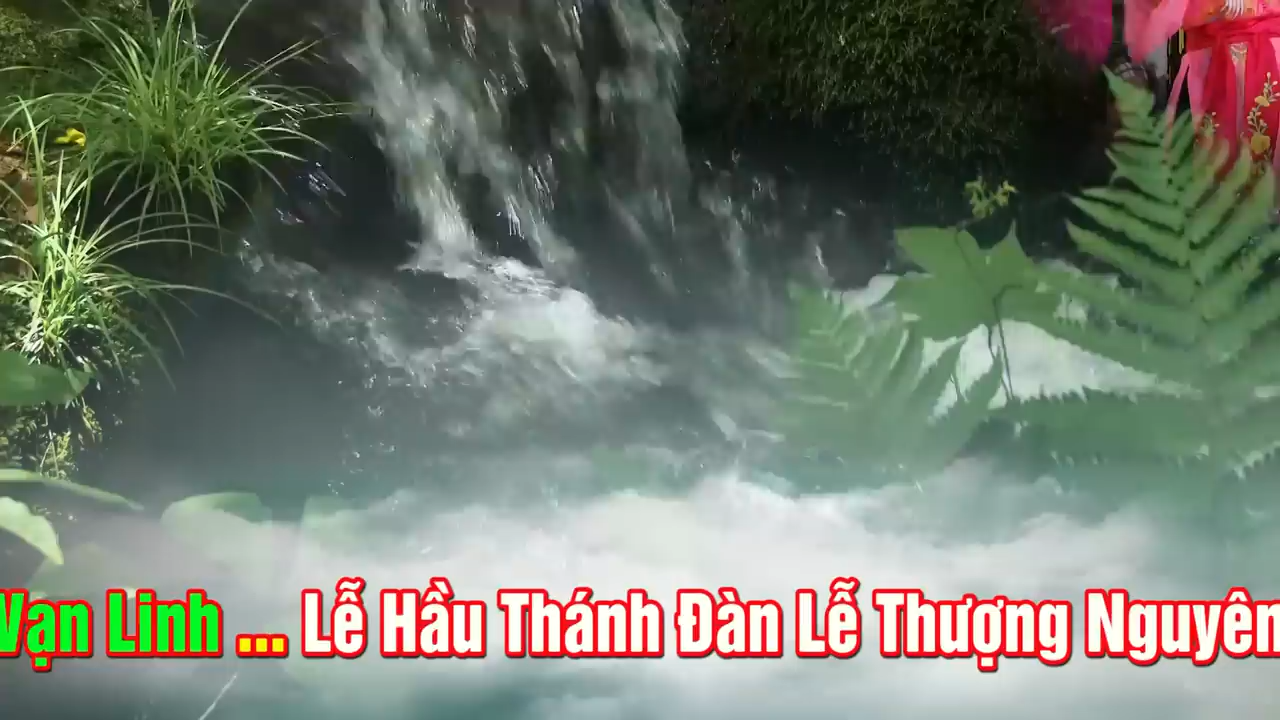 Vạn Linh ... Lễ Hầu Thánh Đàn Lễ Thượng Nguyên